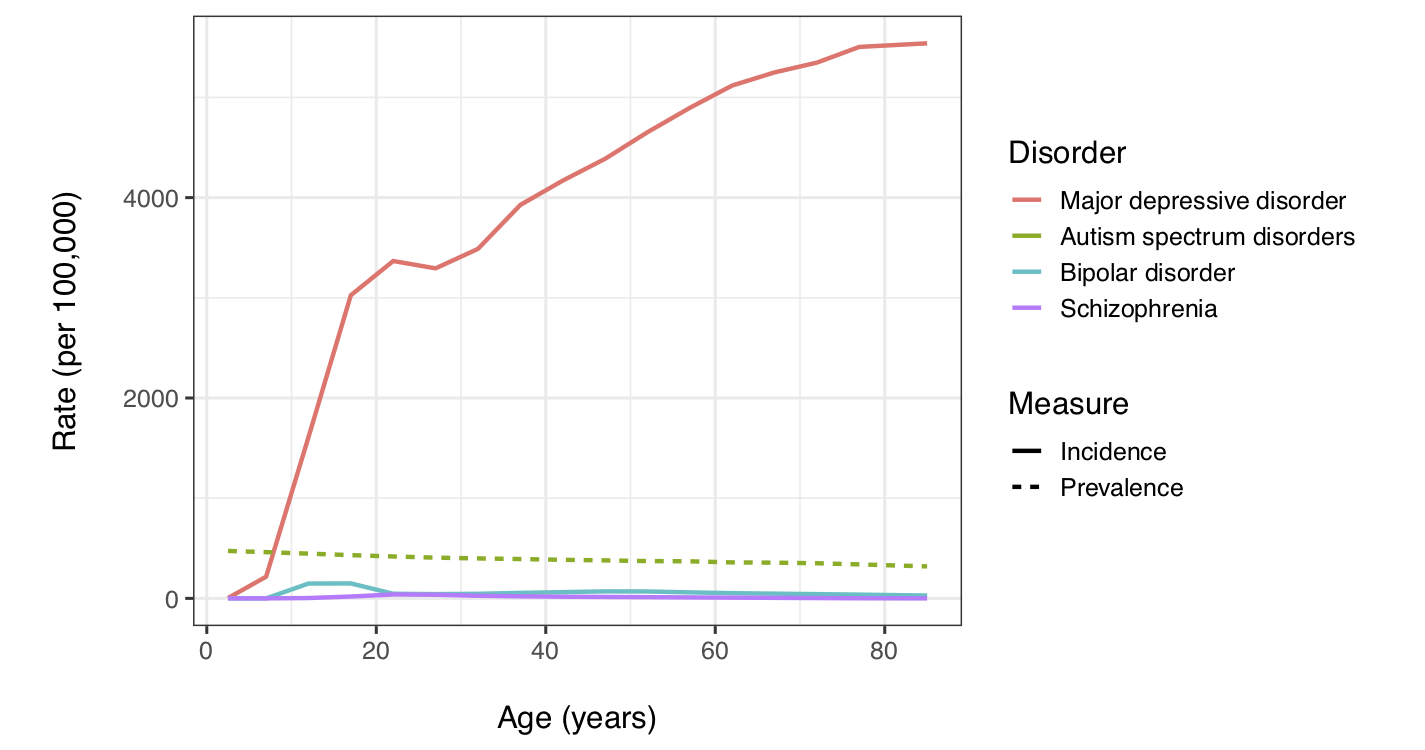 Rate (per 100,000)
4000
2000
0
0
20
40
60
80
Age (years)
Disorder
Major depressive disorder
Autism spectrum disorders
Bipolar disorder
Schizophrenia
Measure
Incidence
Prevalence